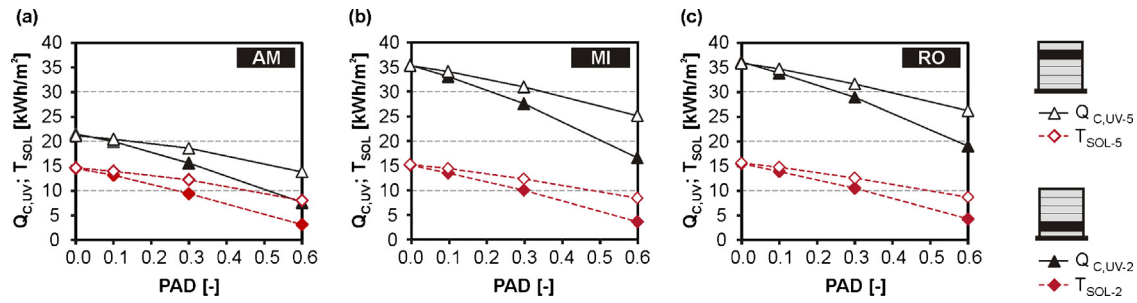 (a)
AM
Q_C,UV; T_SOL [kWh/m²]
40
35
30
25
20
15
10
5
0
0.0 0.1 0.2 0.3 0.4 0.5 0.6
PAD [-]
(b)
MI
Q_C,UV; T_SOL [kWh/m²]
40
35
30
25
20
15
10
5
0
0.0 0.1 0.2 0.3 0.4 0.5 0.6
PAD [-]
(c)
RO
Q_C,UV; T_SOL [kWh/m²]
40
35
30
25
20
15
10
5
0
0.0 0.1 0.2 0.3 0.4 0.5 0.6
PAD [-]
Q C,UV-5
T SOL-5
Q C,UV-2
T SOL-2